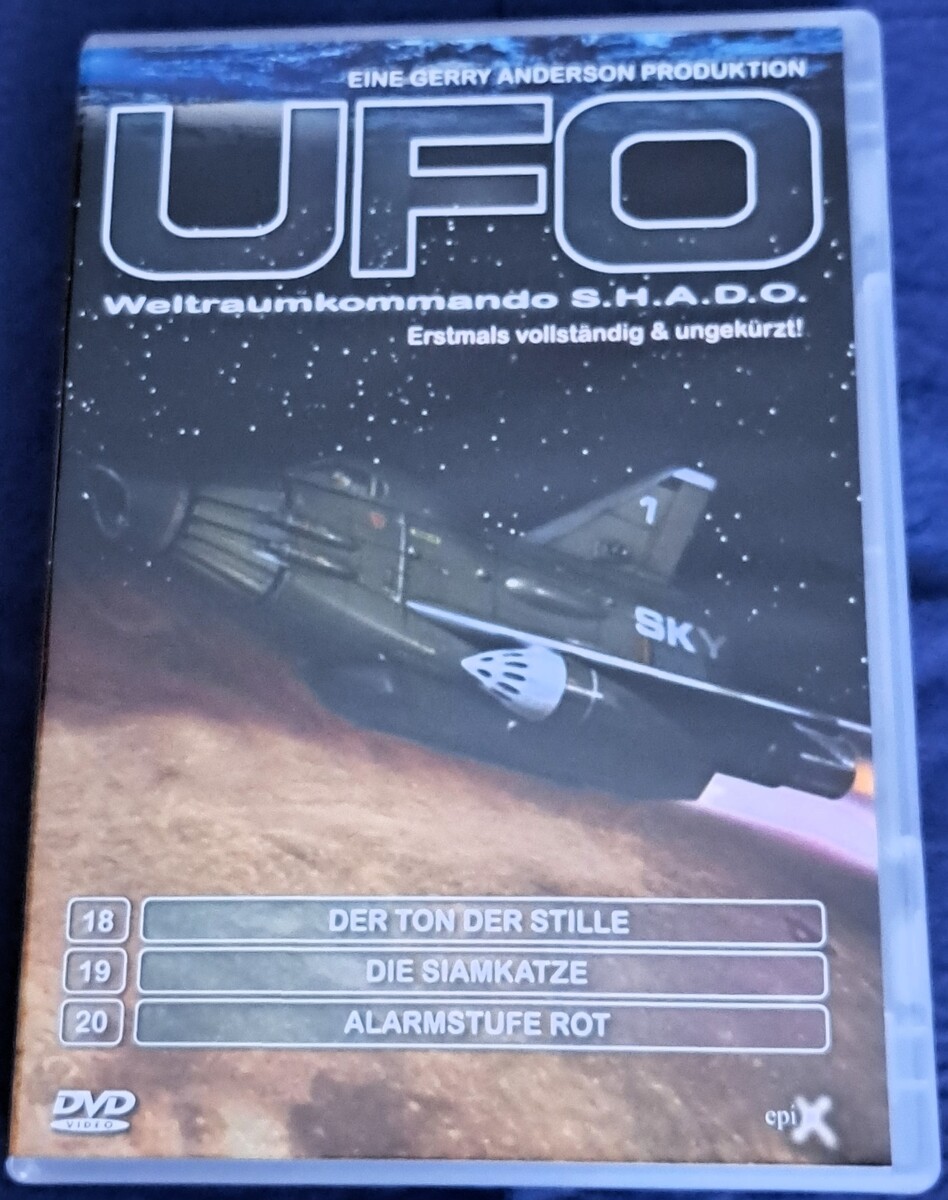 EINE GERRY ANDERSON PRODUKTION
UFO
Weltraumkommando S.H.A.D.O.
Erstmals vollständig & ungekürzt!
1
SKY
18 DER TON DER STILLE
19 DIE SIAMKATZE
20 ALARMSTUFE ROT
DVD
VIDEO
epiX